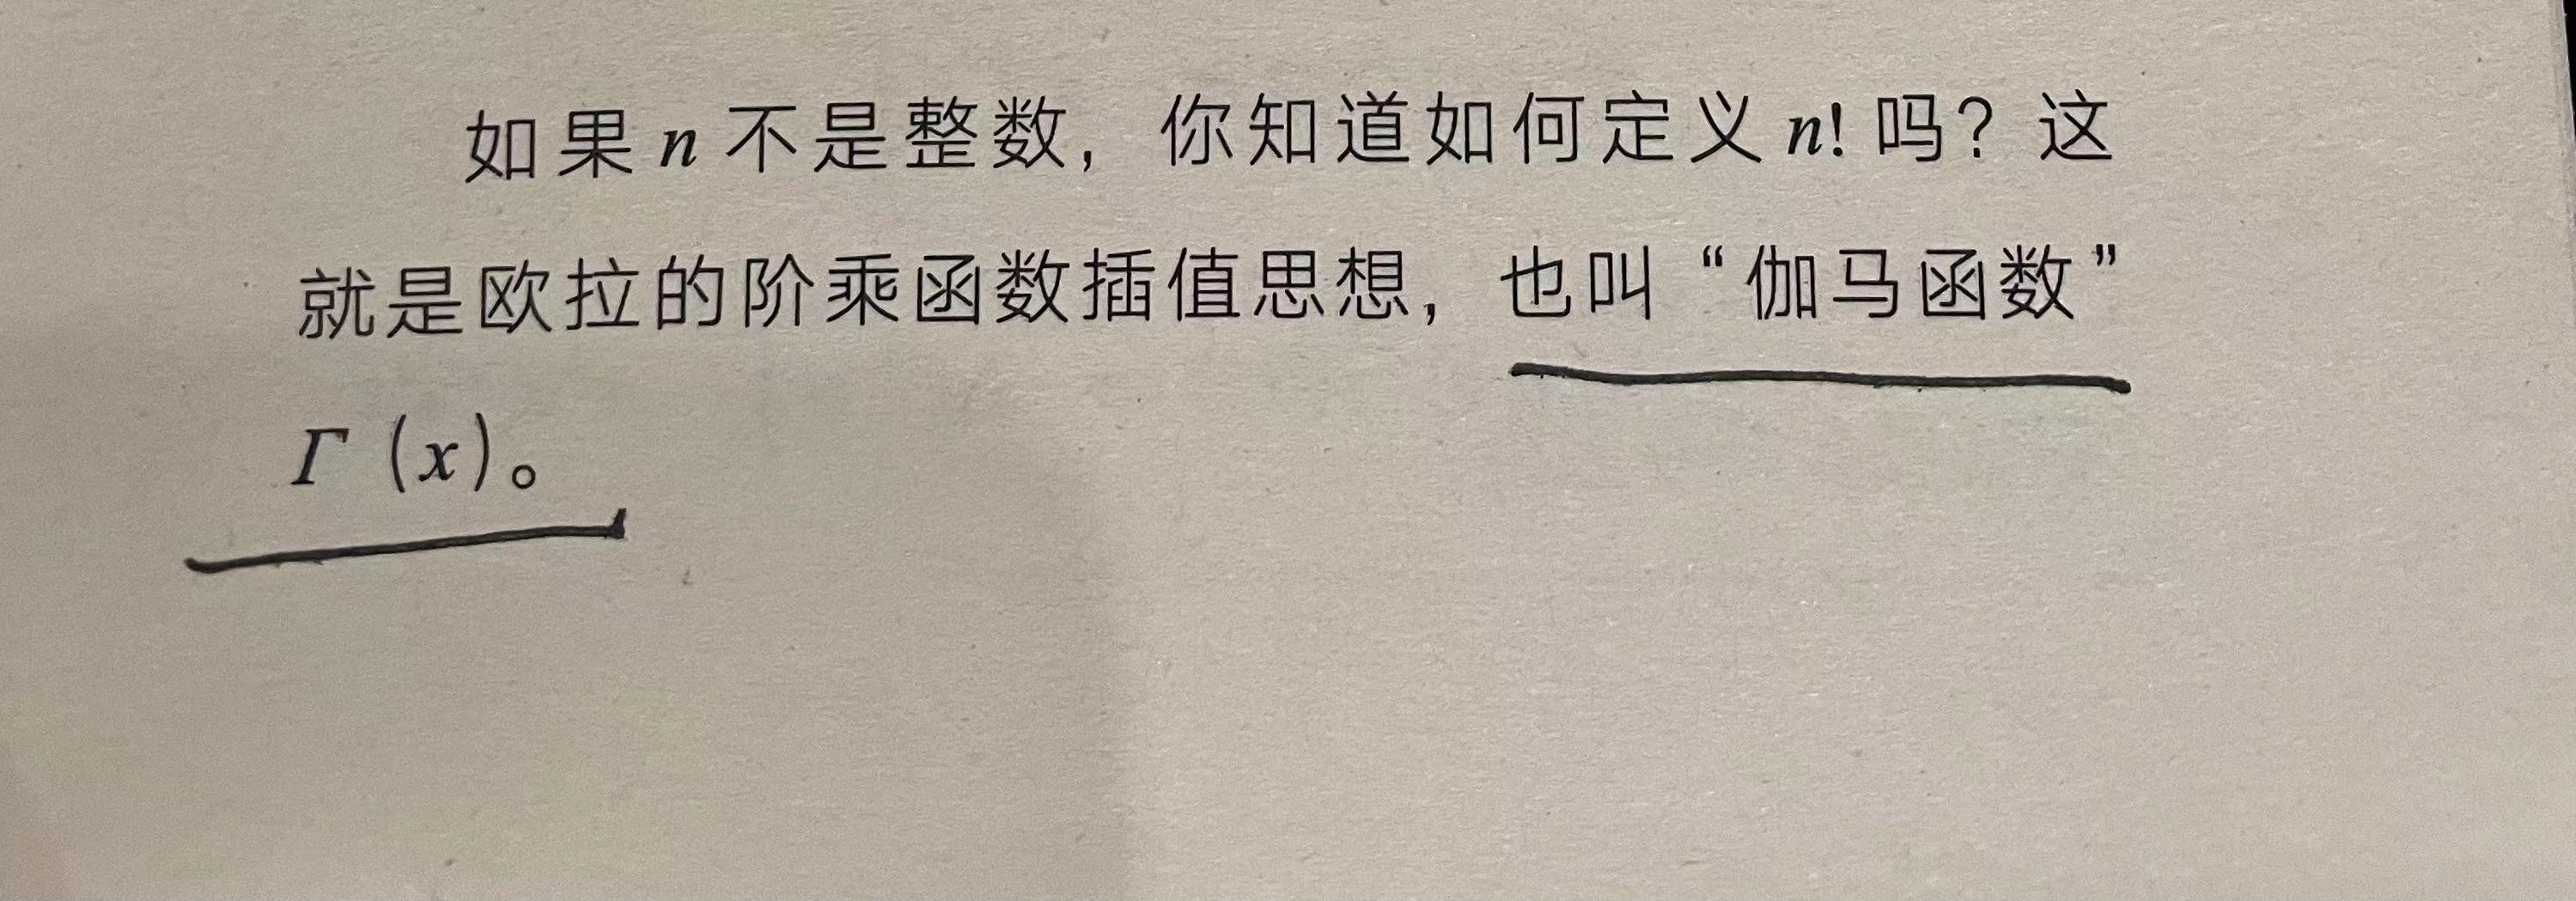 如果 n 不是整数，你知道如何定义 n! 吗？这
就是欧拉的阶乘函数插值思想，也叫“伽马函数”
Γ (x)。